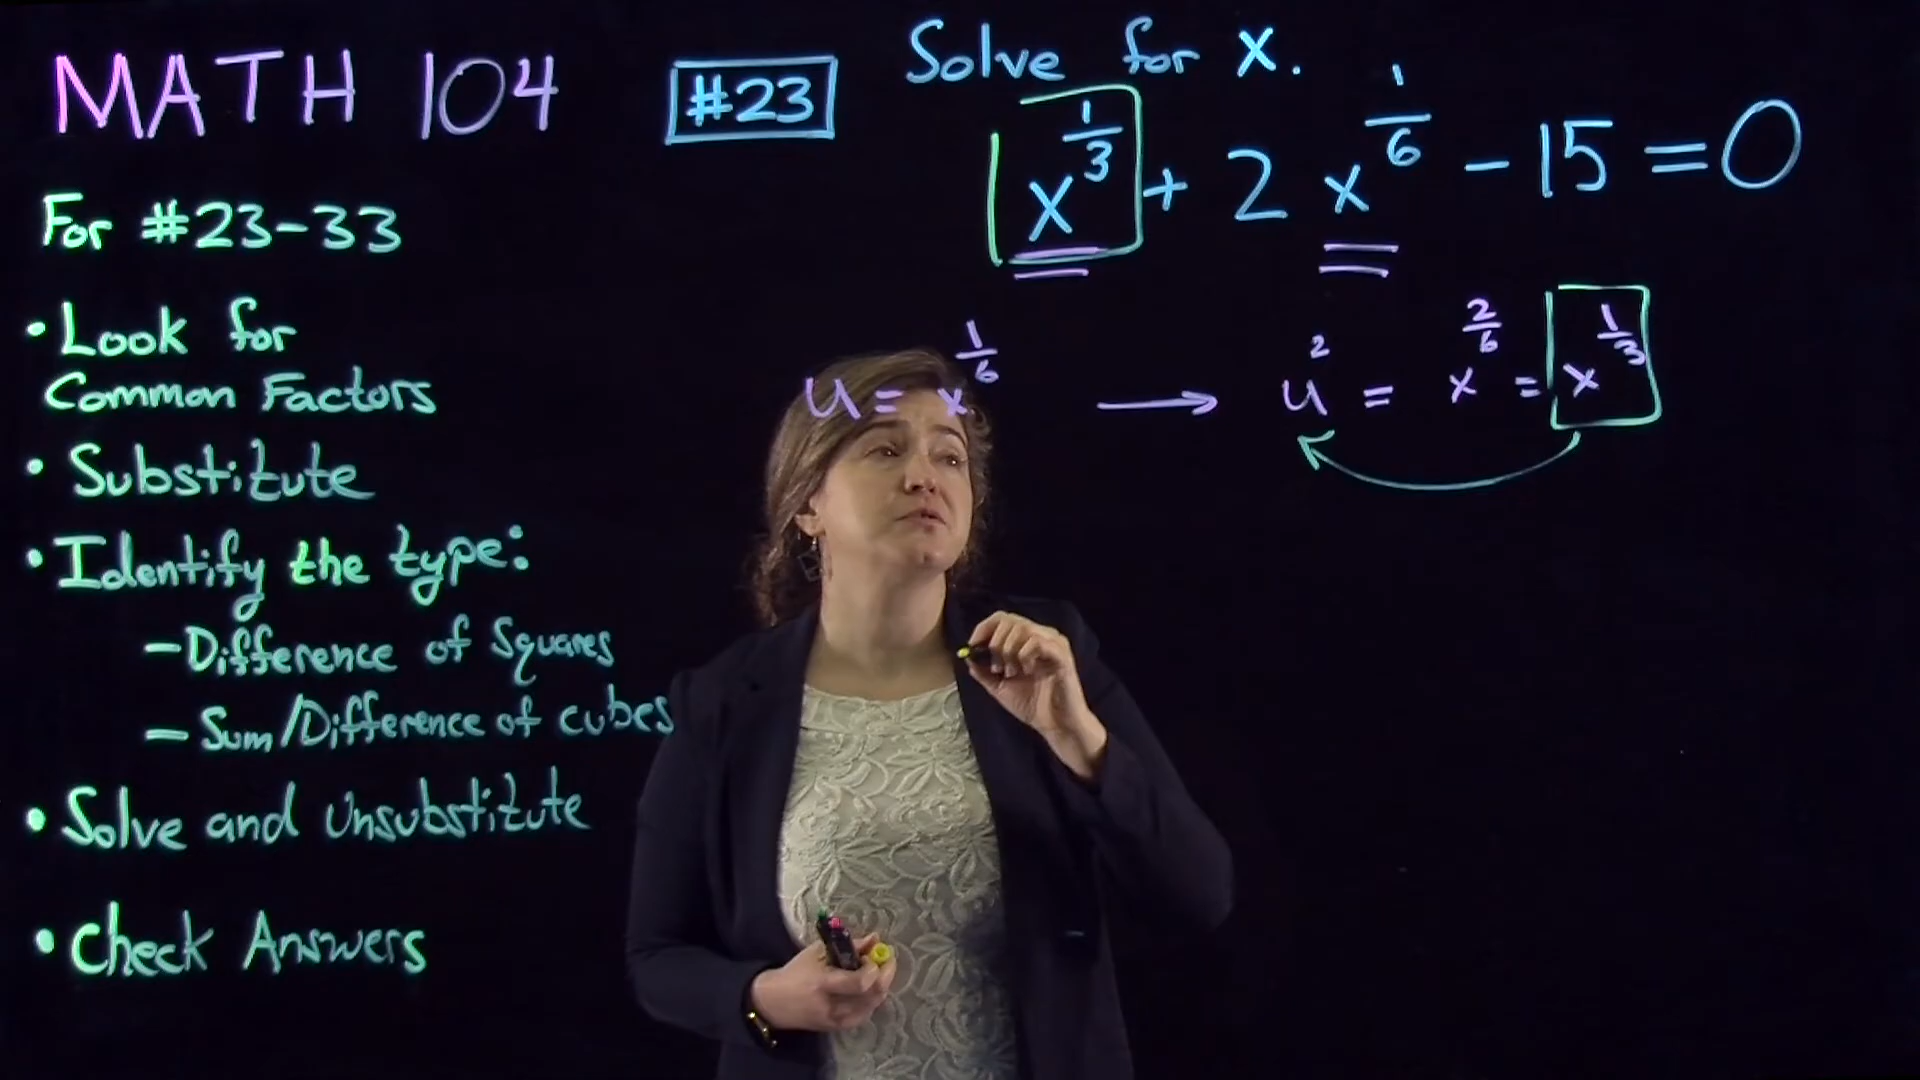 MATH 104
#23
Solve for x.
x^{1/3} + 2 x^{1/6} - 15 = 0
For #23-33
• Look for
Common Factors
• Substitute
• Identify the type:
- Difference of Squares
- Sum/Difference of cubes
• Solve and Unsubstitute
• Check Answers
u = x^{1/6} → u^2 = x^{2/6} = x^{1/3}